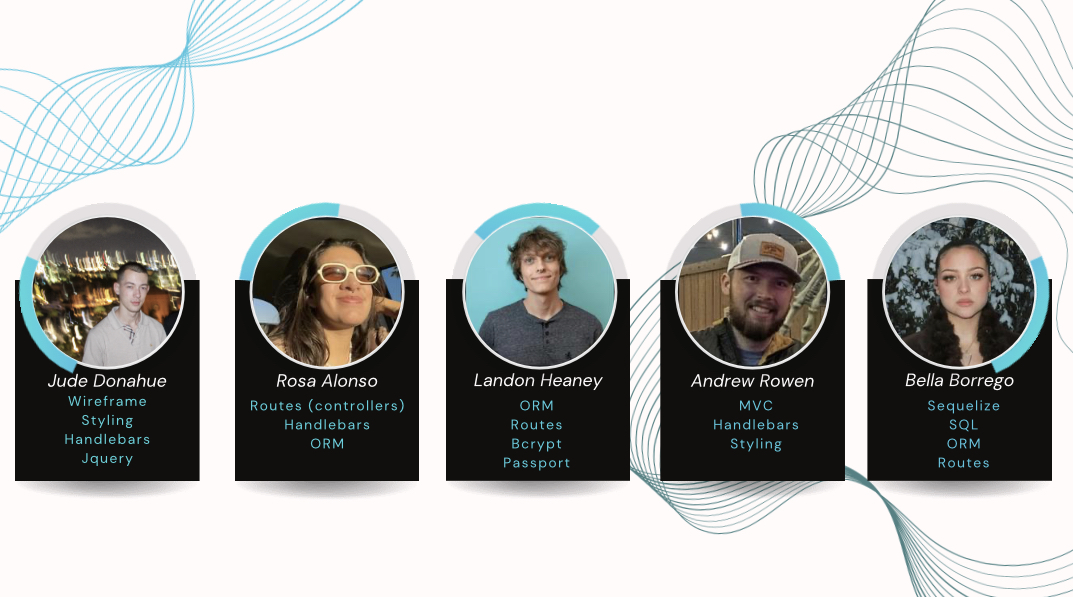 Jude Donahue
Wireframe
Styling
Handlebars
Jquery
Rosa Alonso
Routes (controllers)
Handlebars
ORM
Landon Heaney
ORM
Routes
Bcrypt
Passport
Andrew Rowen
MVC
Handlebars
Styling
Bella Borrego
Sequelize
SQL
ORM
Routes